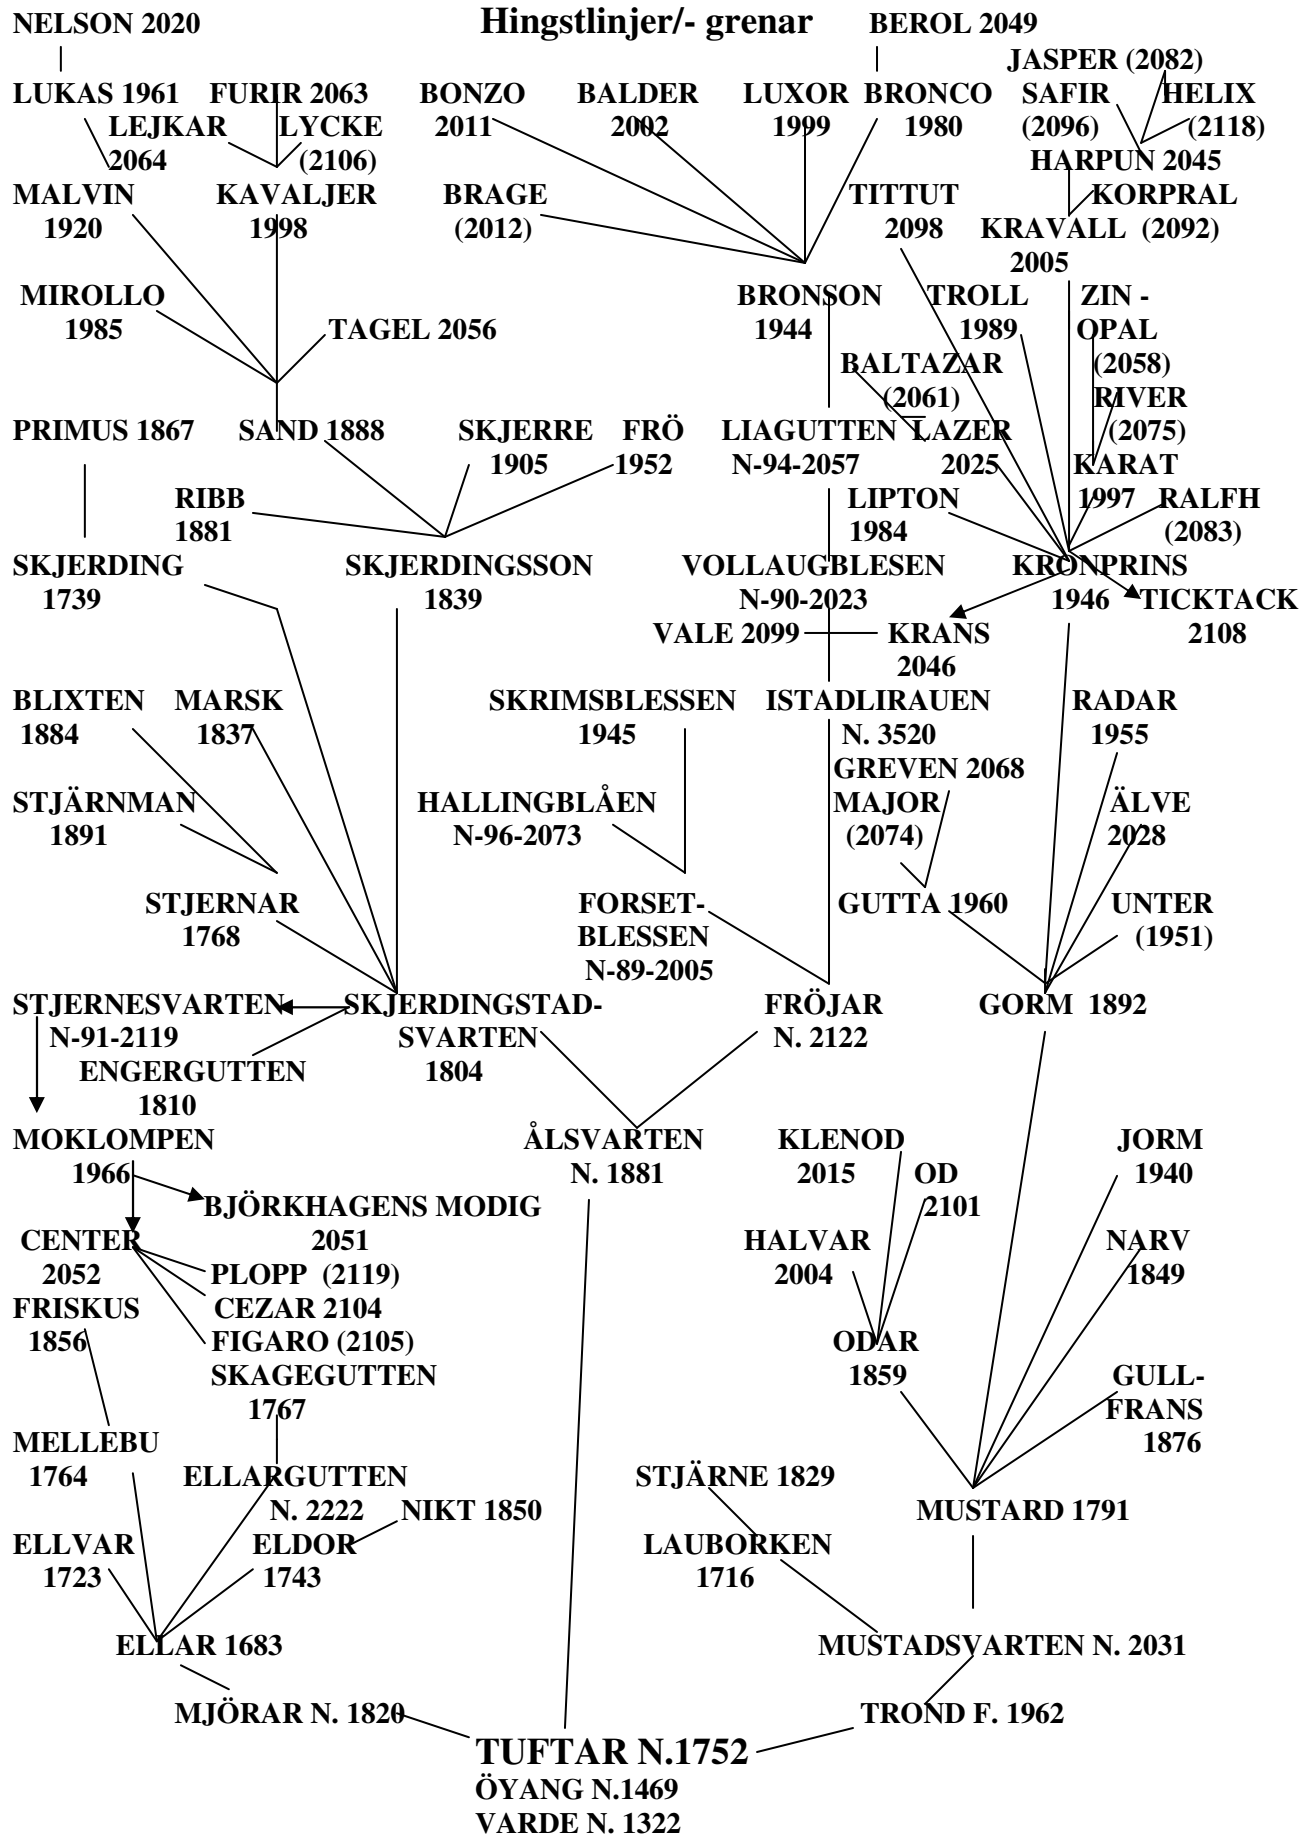 Hingstlinjer/- grenar
NELSON 2020
BEROL 2049
JASPER (2082)
LUKAS 1961
FURIR 2063
BONZO
2011
BALDER
2002
LUXOR
1999
BRONCO
1980
SAFIR
(2096)
HELIX
(2118)
LEJKAR
2064
LYCKE
(2106)
HARPUN 2045
MALVIN
1920
KAVALJER
1998
BRAGE
(2012)
TITTUT
2098
KORPRAL
(2092)
KRAVALL
2005
MIROLLO
1985
TAGEL 2056
BRONSON
1944
TROLL
1989
ZIN -
OPAL
(2058)
BALTAZAR
(2061)
RIVER
(2075)
PRIMUS 1867
SAND 1888
SKJERRE
1905
FRÖ
1952
LIAGUTTEN
N-94-2057
LAZER
2025
KARAT
1997
RIBB
1881
LIPTON
1984
RALFH
(2083)
SKJERDING
1739
SKJERDINGSSON
1839
VOLLAUGBLESEN
N-90-2023
KRONPRINS
1946
TICKTACK
2108
VALE 2099
KRANS
2046
BLIXTEN
1884
MARSK
1837
SKRIMSBLESSEN
1945
ISTADLIRAUEN
N. 3520
RADAR
1955
GREVEN 2068
STJÄRNMAN
1891
HALLINGBLÅEN
N-96-2073
MAJOR
(2074)
ÄLVE
2028
STJERNAR
1768
FORSET-
BLESSEN
N-89-2005
GUTTA 1960
UNTER
(1951)
STJERNESVARTEN
N-91-2119
SKJERDINGSTAD-
SVARTEN
1804
FRÖJAR
N. 2122
GORM 1892
ENGERGUTTEN
1810
MOKLOMPEN
1966
ÅLSVARTEN
N. 1881
KLENOD
2015
JORM
1940
OD
2101
BJÖRKHAGENS MODIG
2051
CENTER
2052
HALVAR
2004
NARV
1849
PLOPP (2119)
CEZAR 2104
FRISKUS
1856
FIGARO (2105)
ODAR
1859
SKAGEGUTTEN
1767
GULL-
FRANS
1876
MELLEBU
1764
ELLARGUTTEN
N. 2222
STJÄRNE 1829
NIKT 1850
MUSTARD 1791
ELLVAR
1723
ELDOR
1743
LAUBORKEN
1716
ELLAR 1683
MUSTADSVARTEN N. 2031
MJÖRAR N. 1820
TROND F. 1962
TUFTAR N.1752
ÖYANG N.1469
VARDE N. 1322